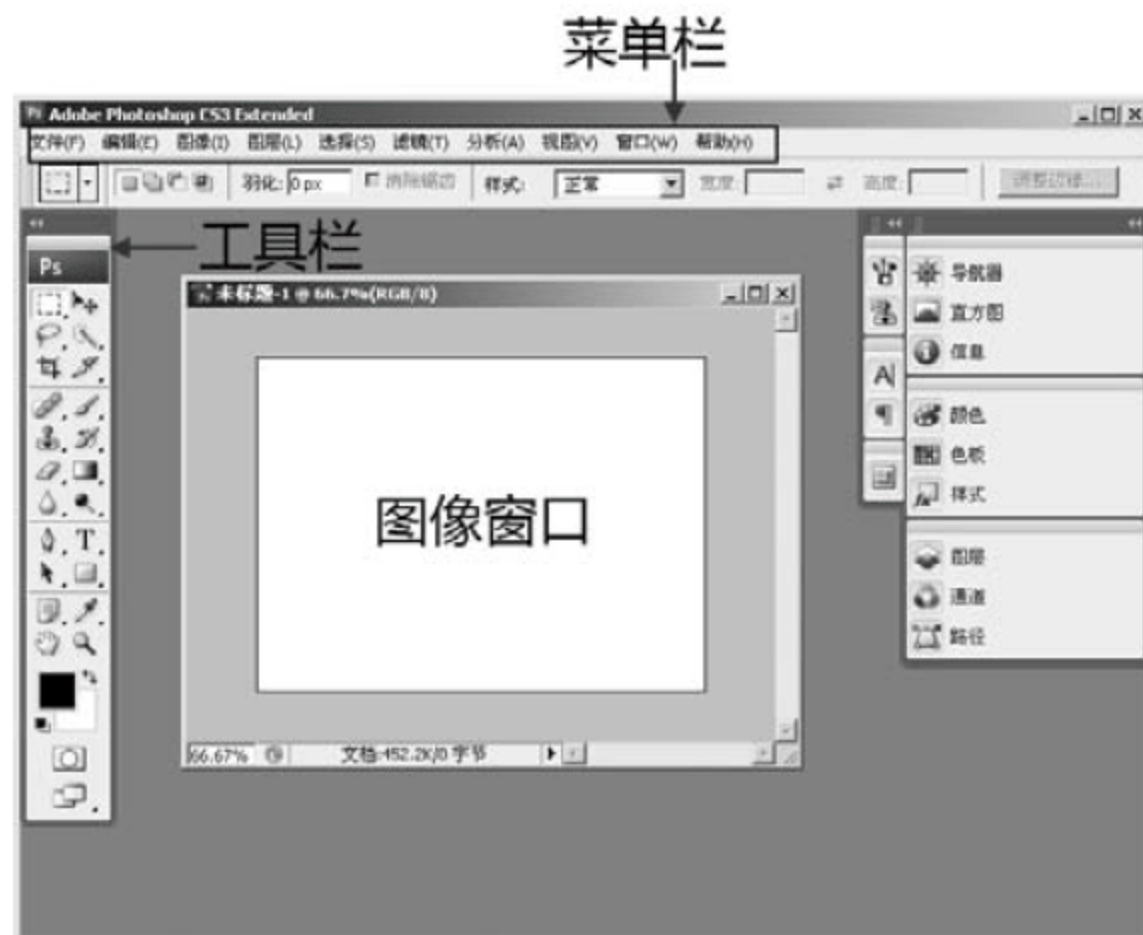 菜单栏
Adobe Photoshop CS3 Extended
文件(F) 编辑(E) 图像(I) 图层(L) 选择(S) 滤镜(T) 分析(A) 视图(V) 窗口(W) 帮助(H)
羽化: 0 px 消除锯齿 样式: 正常 宽度: 高度: 调整边缘...
工具栏
Ps
未标题-1 @ 66.7%(RGB/8)
导航器
直方图
信息
颜色
色板
样式
图像窗口
图层
通道
路径
66.67% 文档:452.2K/0 字节